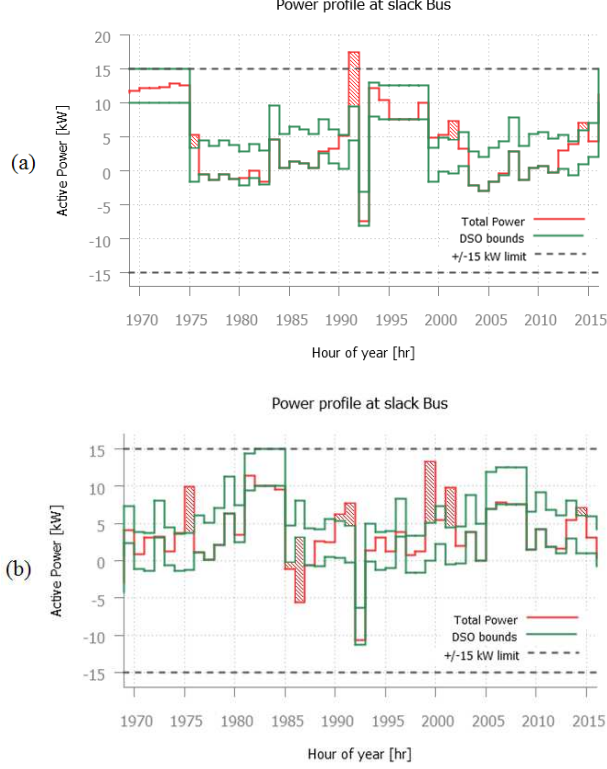 Power profile at slack Bus
20
15
10
5
0
-5
-10
-15
Active Power [kW]
(a)
Total Power
DSO bounds
+/-15 kW limit
1970 1975 1980 1985 1990 1995 2000 2005 2010 2015
Hour of year [hr]
Power profile at slack Bus
15
10
5
0
-5
-10
-15
Active Power [kW]
(b)
Total Power
DSO bounds
+/-15 kW limit
1970 1975 1980 1985 1990 1995 2000 2005 2010 2015
Hour of year [hr]